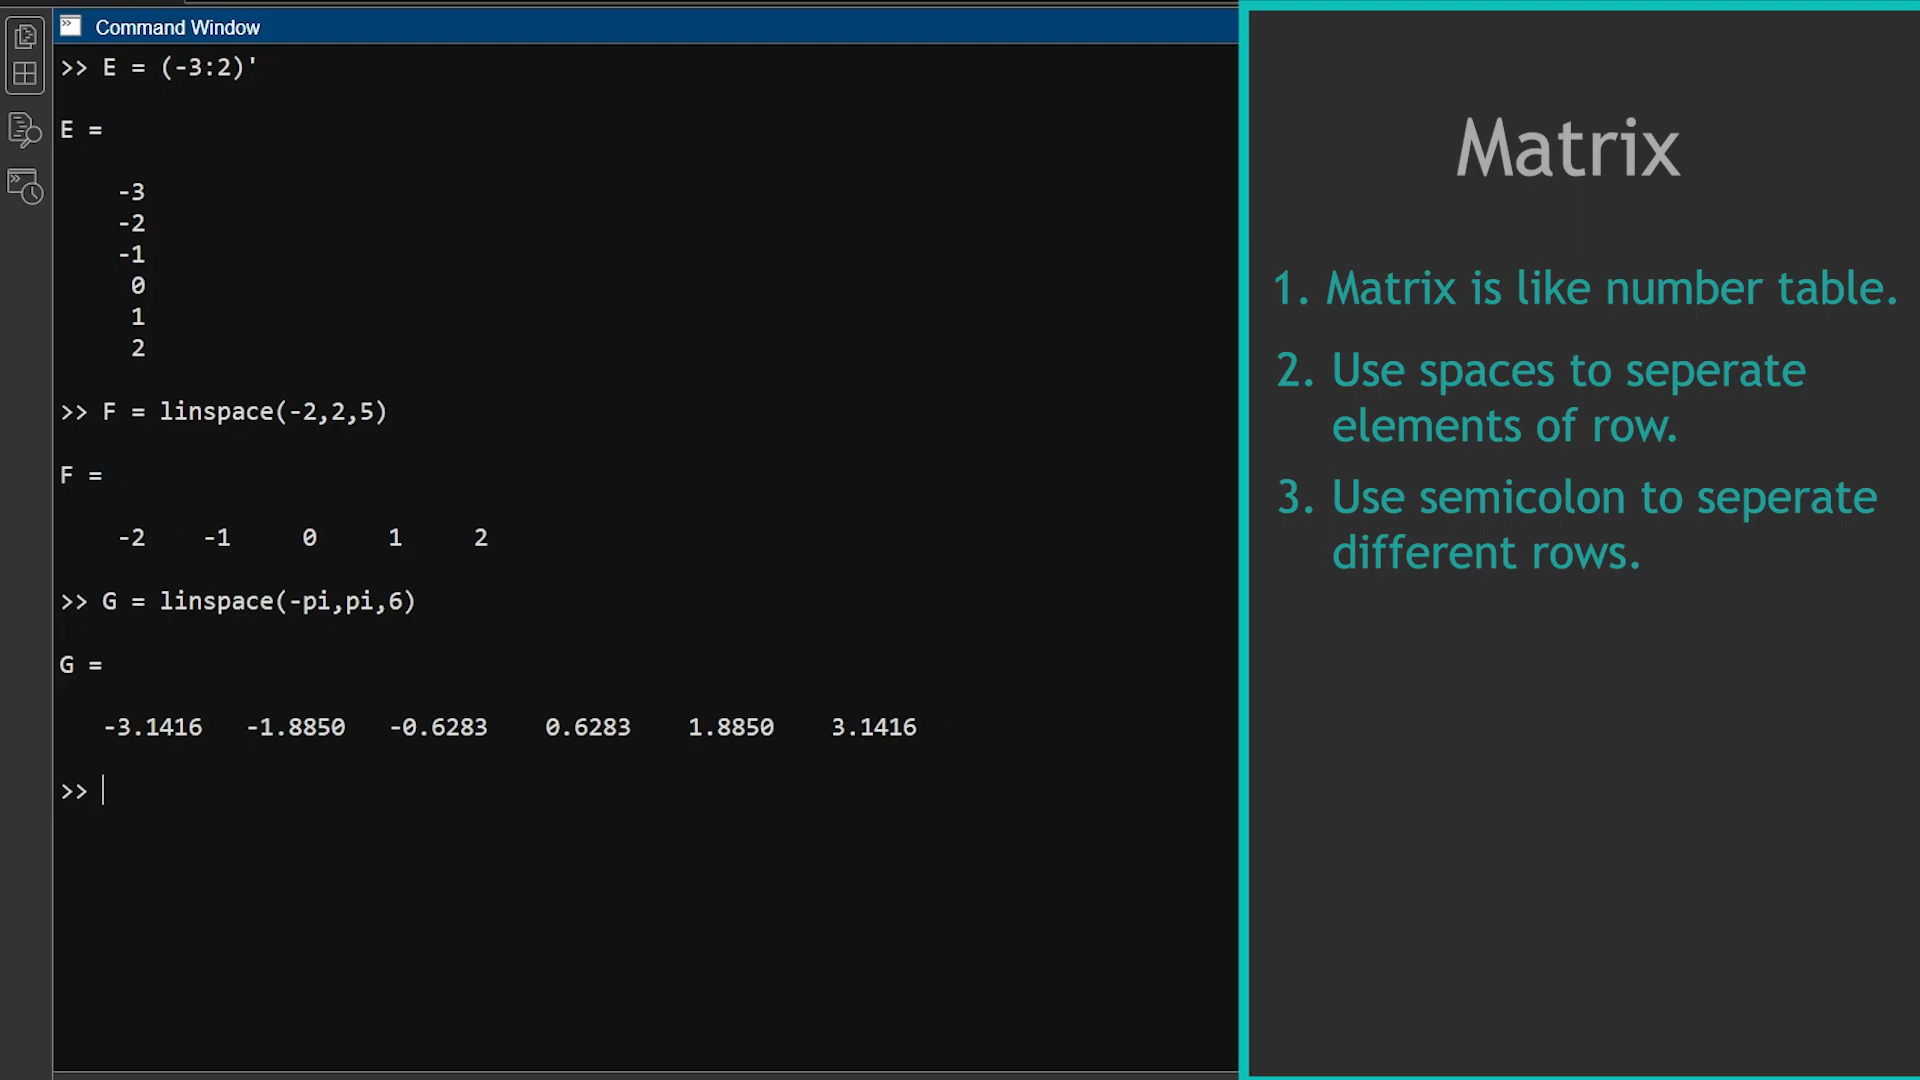 Command Window
>> E = (-3:2)'
E =
-3
-2
-1
0
1
2
>> F = linspace(-2,2,5)
F =
-2 -1 0 1 2
>> G = linspace(-pi,pi,6)
G =
-3.1416 -1.8850 -0.6283 0.6283 1.8850 3.1416
>>
Matrix
1. Matrix is like number table.
2. Use spaces to seperate
elements of row.
3. Use semicolon to seperate
different rows.